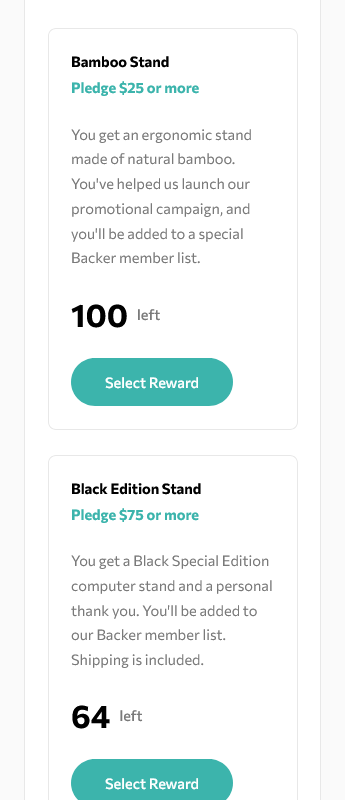 Bamboo Stand
Pledge $25 or more
You get an ergonomic stand
made of natural bamboo.
You've helped us launch our
promotional campaign, and
you'll be added to a special
Backer member list.
100 left
Select Reward
Black Edition Stand
Pledge $75 or more
You get a Black Special Edition
computer stand and a personal
thank you. You'll be added to
our Backer member list.
Shipping is included.
64 left
Select Reward